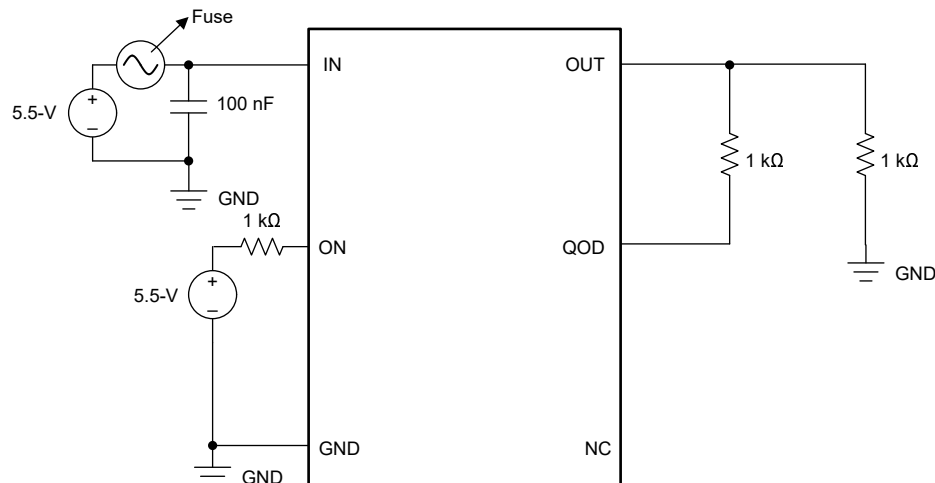 Fuse
IN
OUT
5.5-V
100 nF
1 kΩ
1 kΩ
GND
1 kΩ
ON
QOD
GND
5.5-V
GND
NC
GND